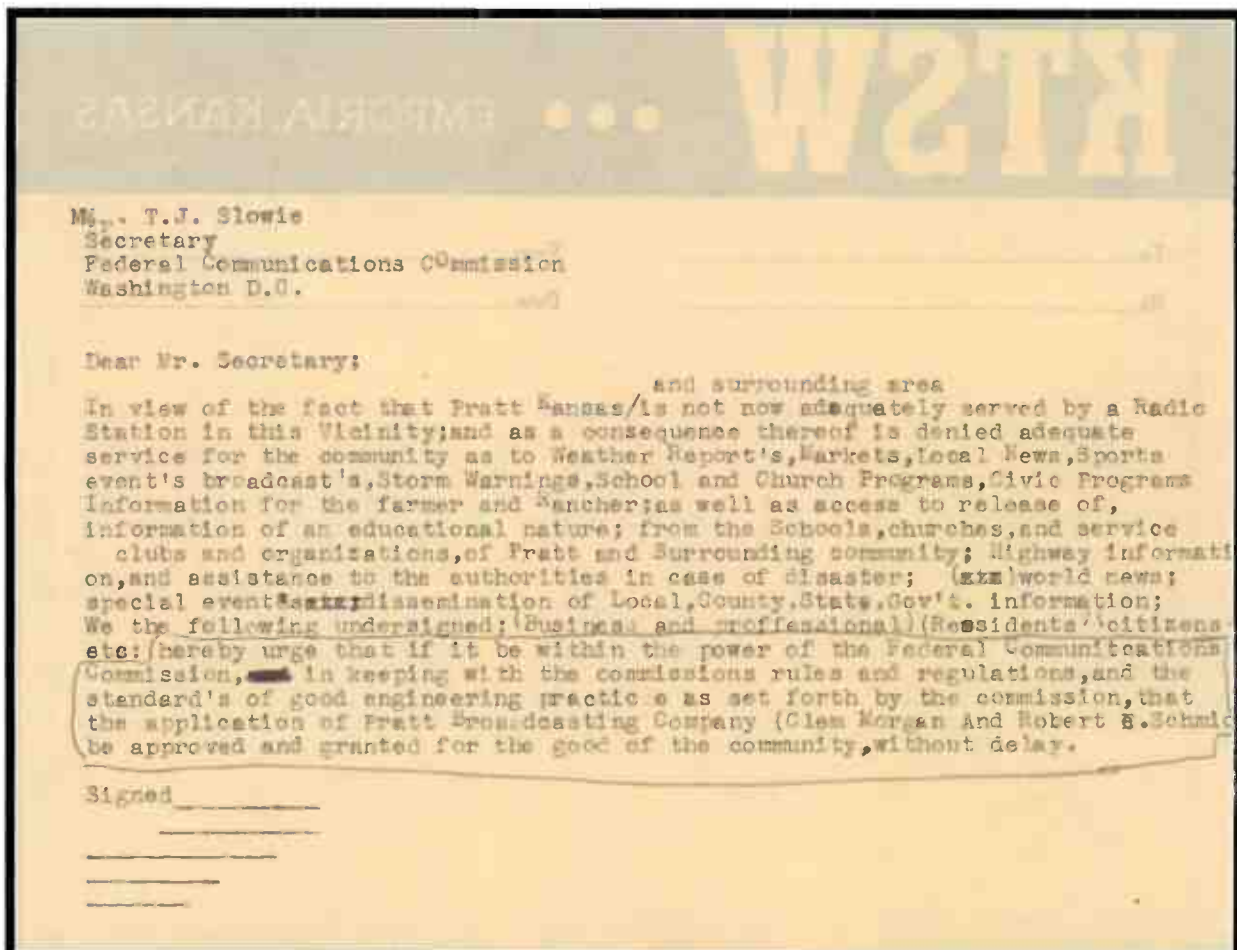 KTSW
••• EMPORIA, KANSAS
Mr. T.J. Slowie
Secretary
Federal Communications COmmission
Washington D.C.
To
By
Date
Dear Mr. Secretary;
and surrounding area
In view of the fact that Pratt Kansas/is not now adequately served by a Radio
Station in this Vicinity;and as a consequence thereof is denied adequate
service for the community as to Weather Report's,Markets,Local News,Sports
event's broadcast's,Storm Warnings,School and Church Programs,Civic Programs
Information for the farmer and Rancher;as well as access to release of,
information of an educational nature; from the Schools,churches,and service
clubs and organizations,of Pratt and Surrounding community; Highway informati
on,and assistance to the authorities in case of disaster; world news;
special event dissemination of Local,County,State,Gov't. information;
We the following undersigned; (Business and proffessional)(Ressidents' citizens
etc: hereby urge that if it be within the power of the Federal Communitcations
Commission, in keeping with the commissions rules and regulations,and the
standard's of good engineering practic e as set forth by the commission,that
the application of Pratt Broadcasting Company (Clem Morgan And Robert E.Schmid
be approved and granted for the good of the community,without delay.
Signed